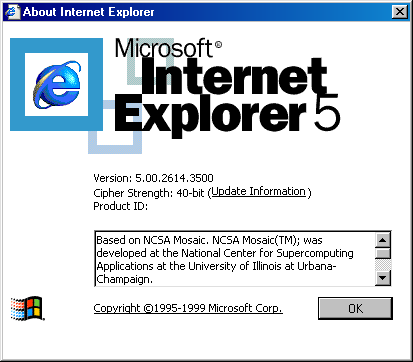 About Internet Explorer
Microsoft®
Internet
Explorer 5
Version: 5.00.2614.3500
Cipher Strength: 40-bit (Update Information)
Product ID:
Based on NCSA Mosaic. NCSA Mosaic(TM); was
developed at the National Center for Supercomputing
Applications at the University of Illinois at Urbana-
Champaign.
Copyright ©1995-1999 Microsoft Corp.
OK